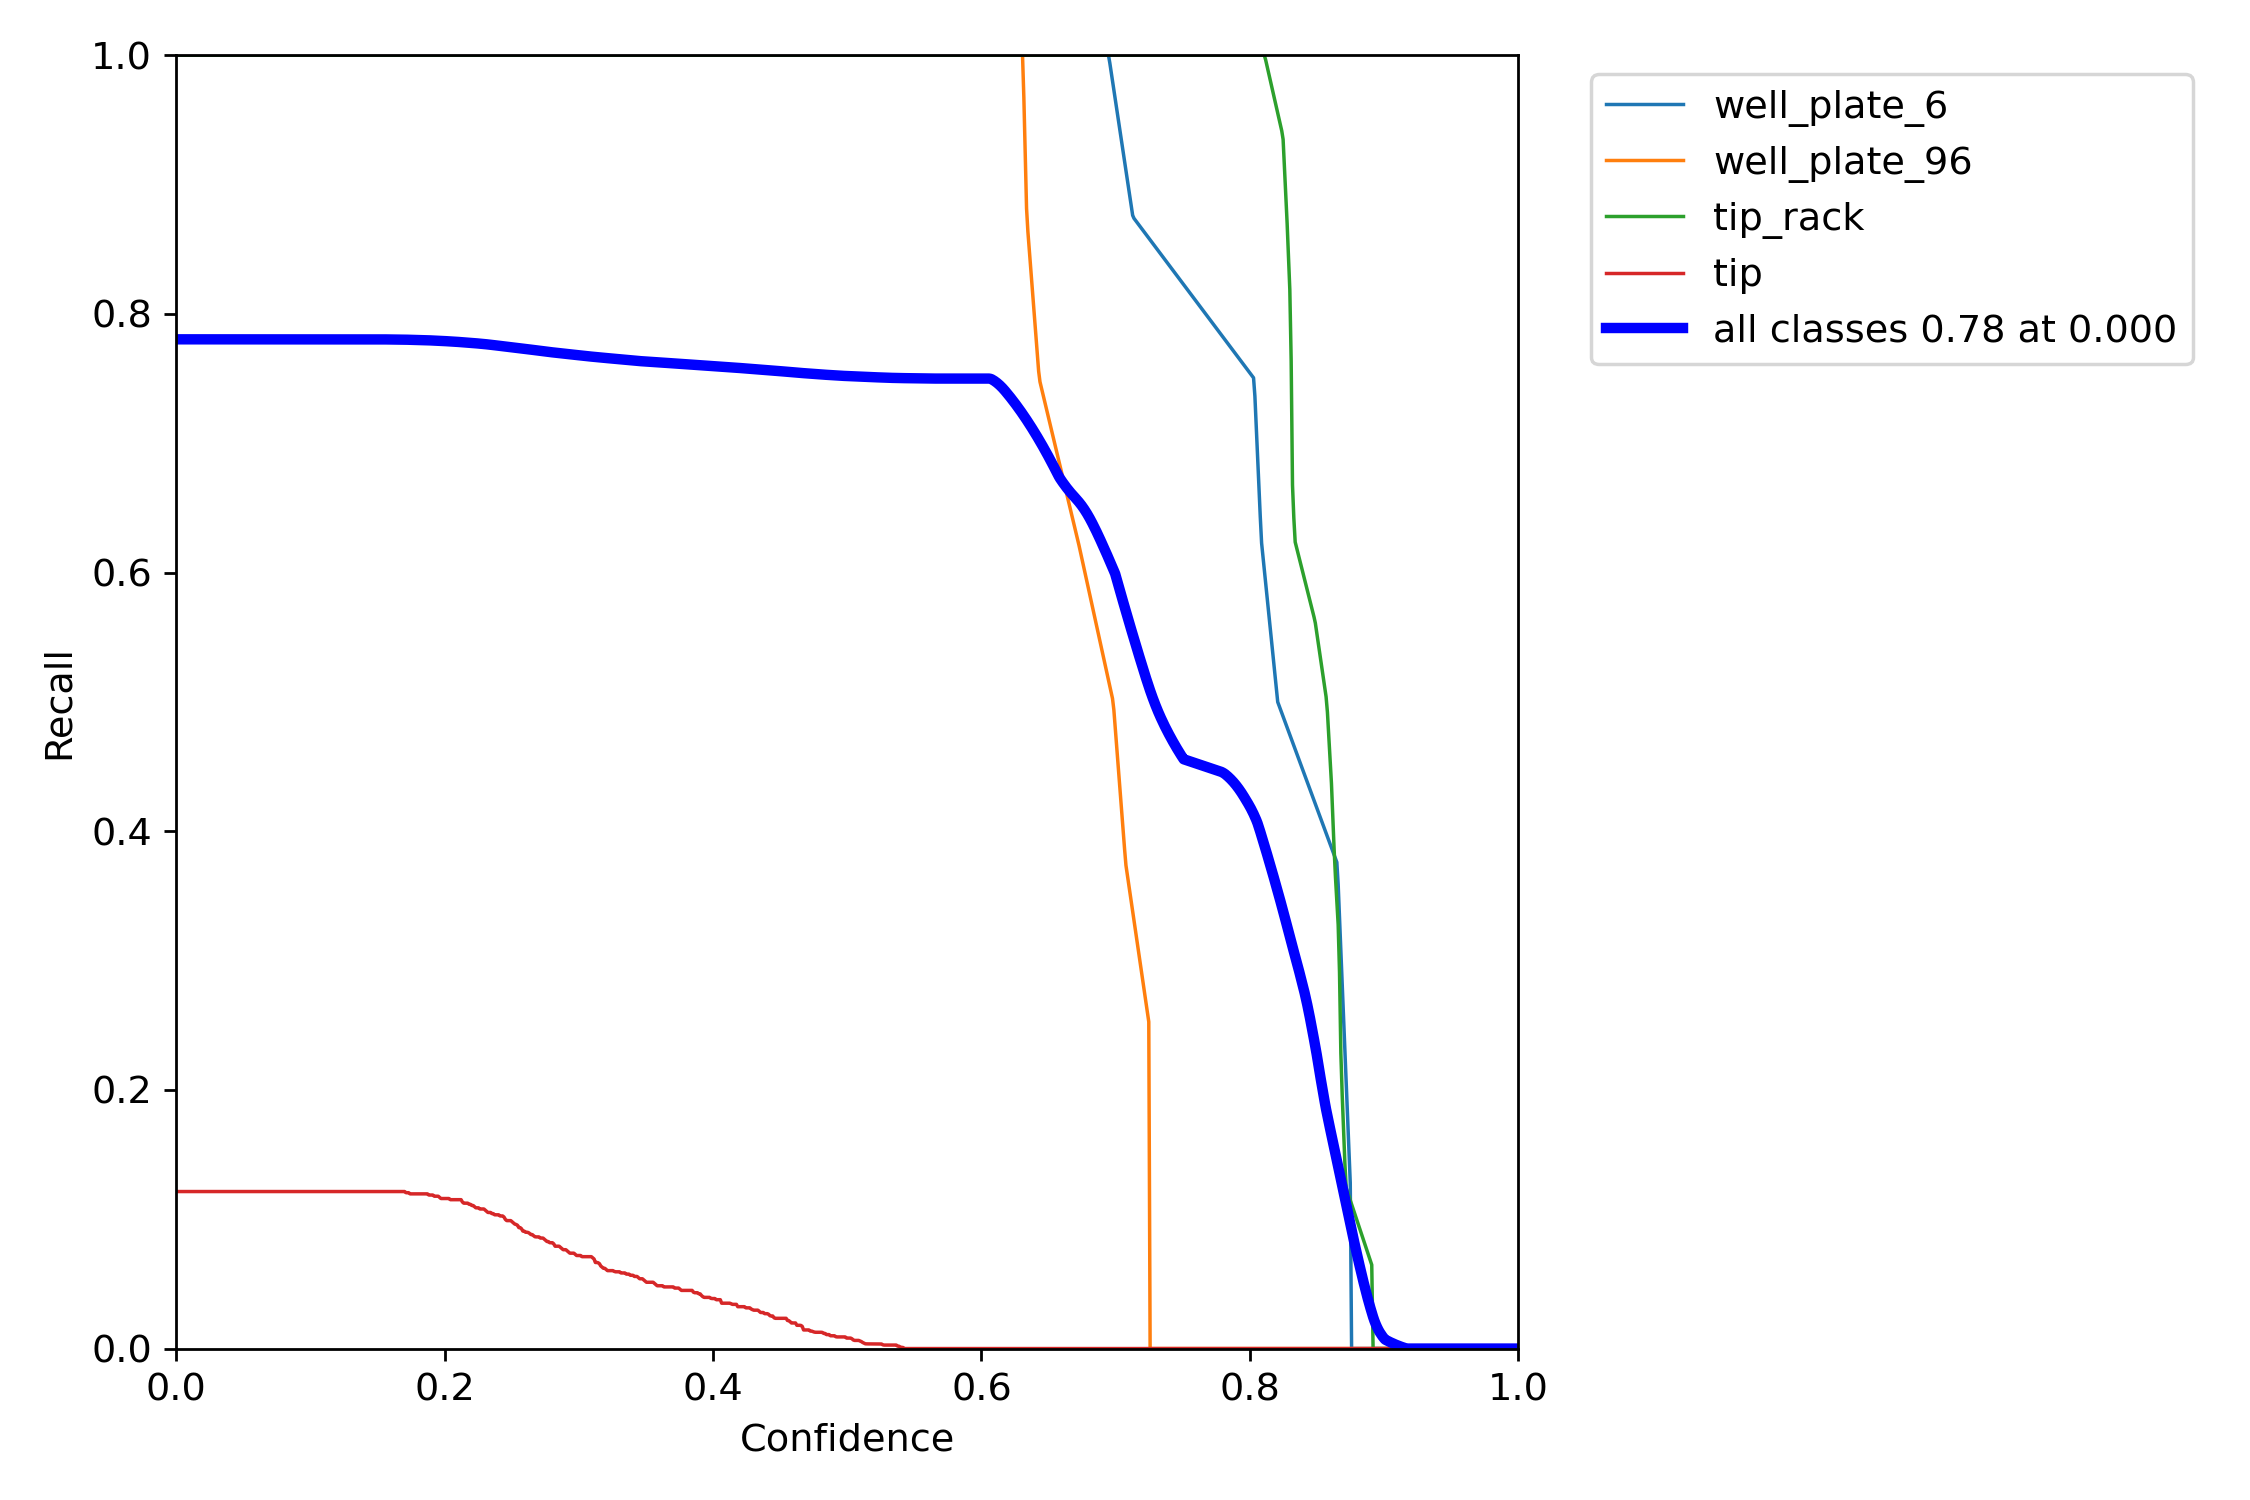 1.0
0.8
0.6
0.4
0.2
0.0
Recall
0.0 0.2 0.4 0.6 0.8 1.0
Confidence
well_plate_6
well_plate_96
tip_rack
tip
all classes 0.78 at 0.000